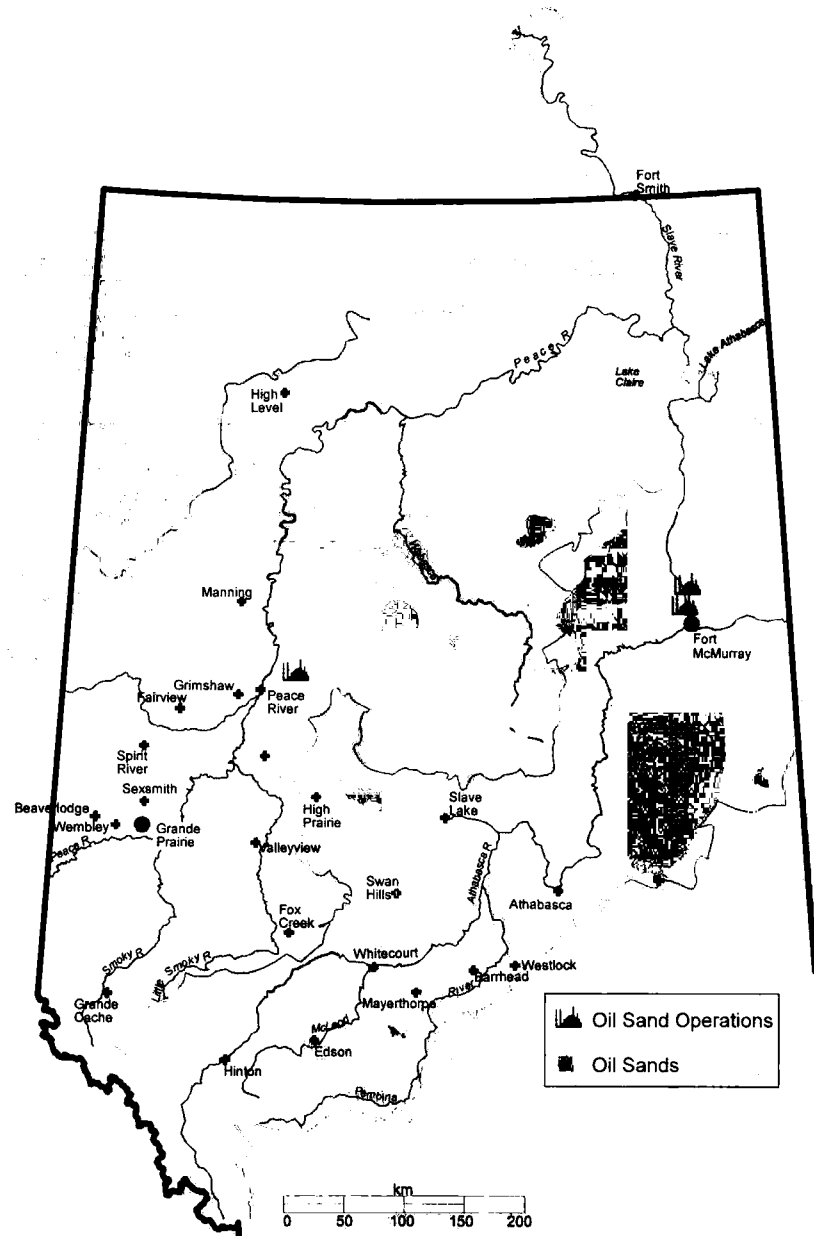 Fort
Smith
Slave River
Peace R
Lake Athabasca
Lake
Claire
High
Level
Manning
Fort
McMurray
Grimshaw
Fairview
Peace
River
Spirit
River
Sexsmith
Beaverlodge
Wembley
Grande
Prairie
High
Prairie
Slave
Lake
Peace R
Valleyview
Athabasca R
Swan
Hills
Athabasca
Fox
Creek
Smoky R
Little
Smoky R
Whitecourt
Barrhead
Westlock
Grande
Cache
Mayerthorpe
River
McLeod
Edson
Hinton
Pembina
Oil Sand Operations
Oil Sands
km
0 50 100 150 200